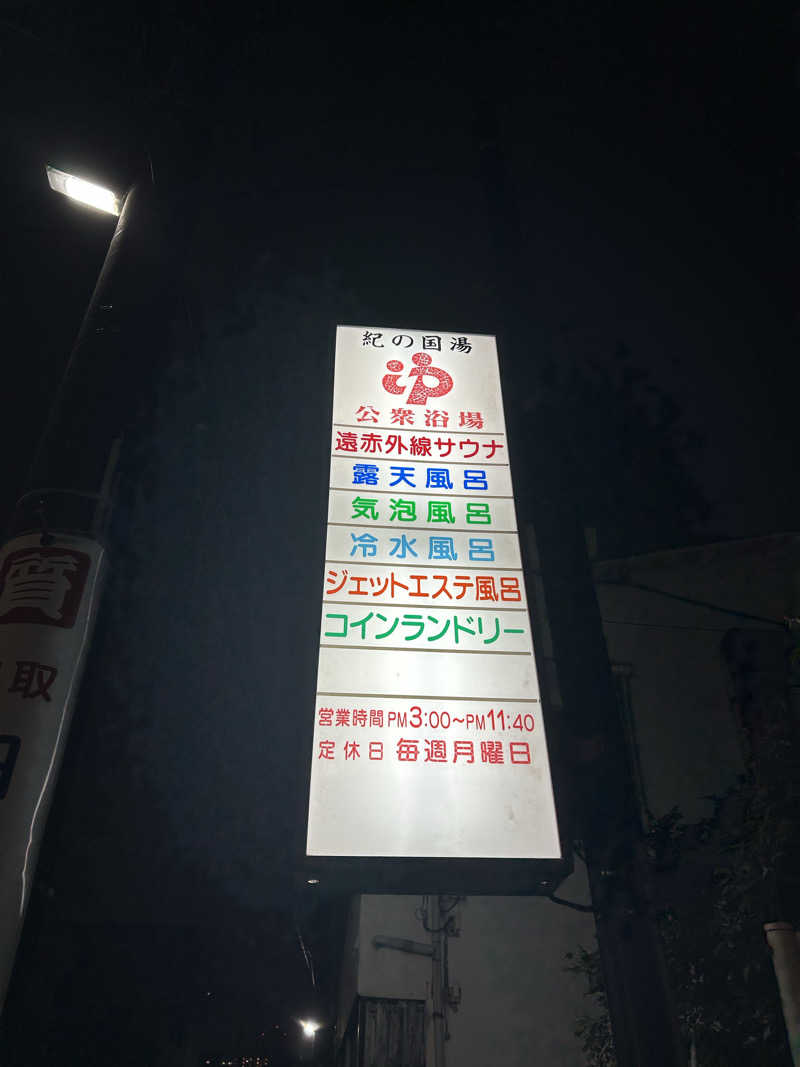 紀の国湯
公衆浴場
遠赤外線サウナ
露天風呂
気泡風呂
冷水風呂
ジェットエステ風呂
コインランドリー
営業時間 PM3:00～PM11:40
定休日 毎週月曜日
質
取